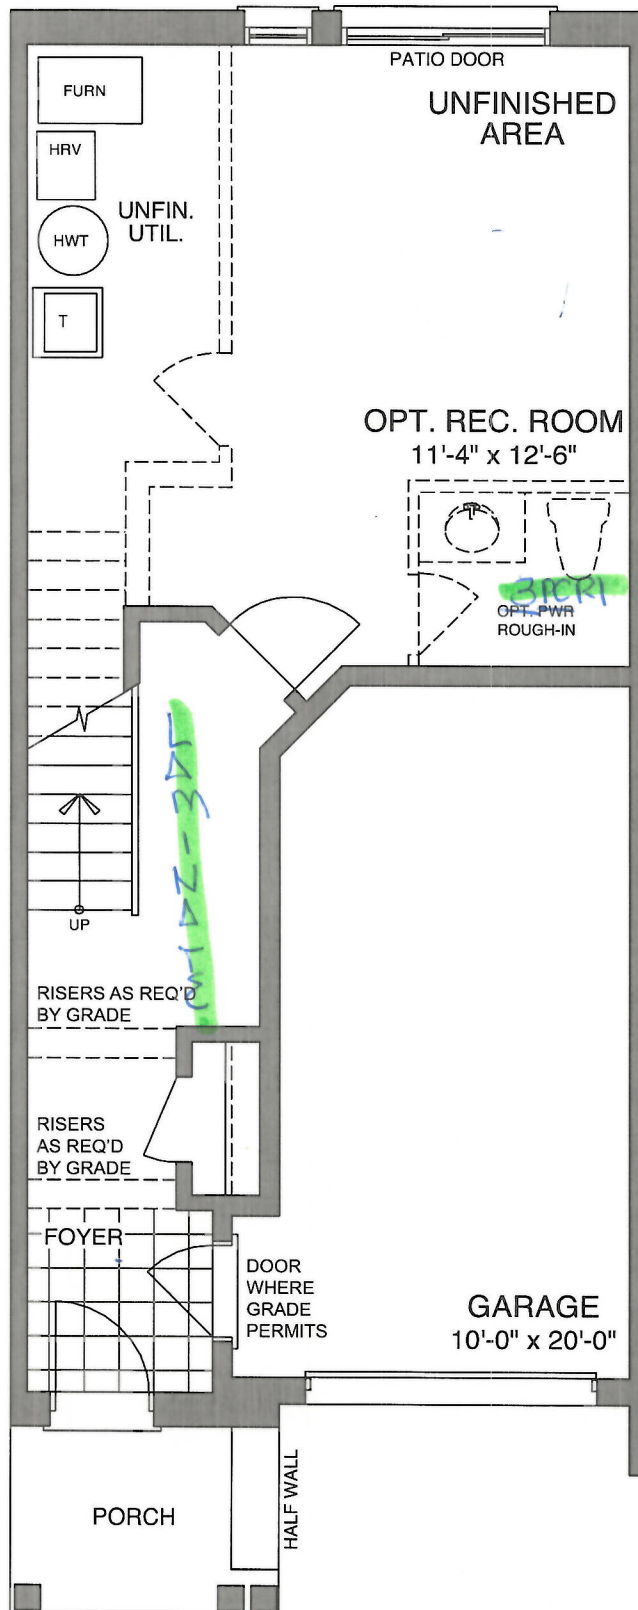 PATIO DOOR
FURN
UNFINISHED
AREA
HRV
UNFIN.
UTIL.
HWT
T
OPT. REC. ROOM
11'-4" x 12'-6"
3PCRI
OPT. PWR
ROUGH-IN
LAMINATE
UP
RISERS AS REQ'D
BY GRADE
RISERS
AS REQ'D
BY GRADE
FOYER
DOOR
WHERE
GRADE
PERMITS
GARAGE
10'-0" x 20'-0"
HALF WALL
PORCH